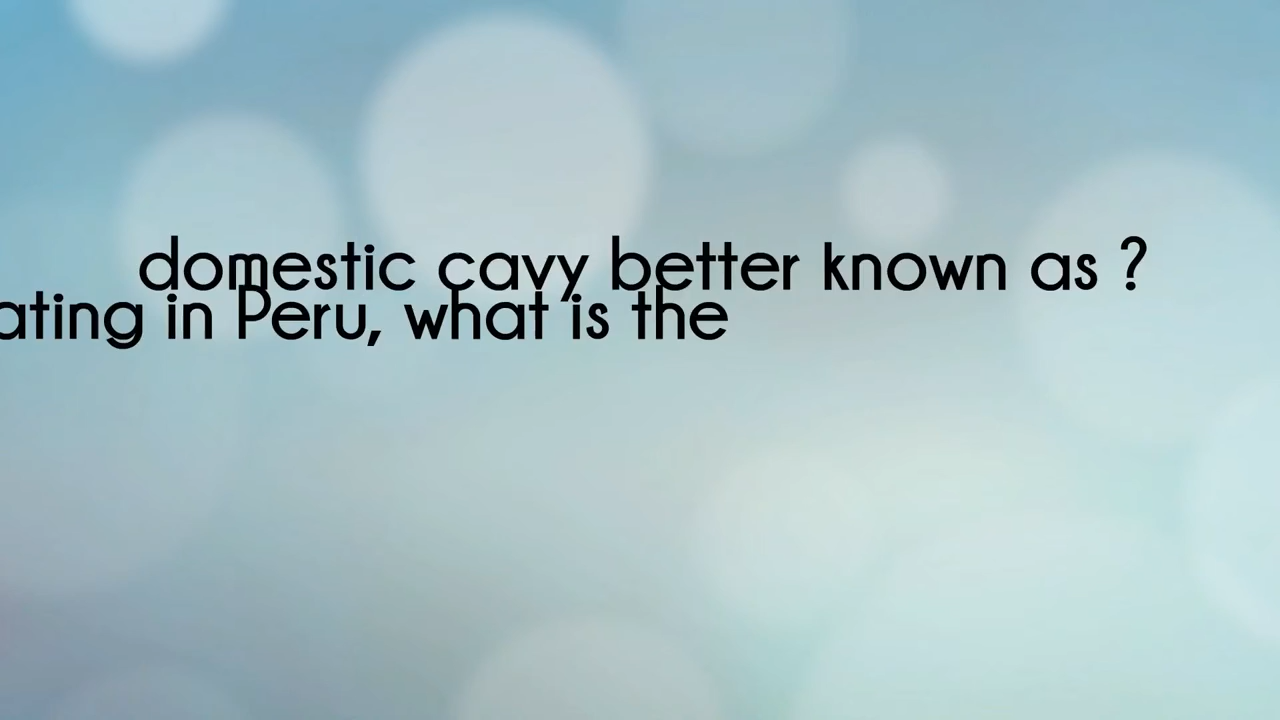 domestic cavy better known as ?
ating in Peru, what is the